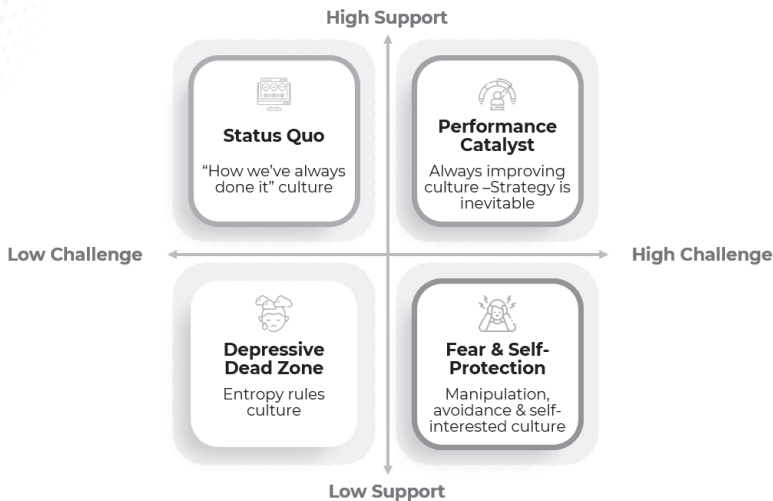 High Support
Status Quo
“How we’ve always
done it” culture
Performance
Catalyst
Always improving
culture –Strategy is
inevitable
Low Challenge
High Challenge
Depressive
Dead Zone
Entropy rules
culture
Fear & Self-
Protection
Manipulation,
avoidance & self-
interested culture
Low Support